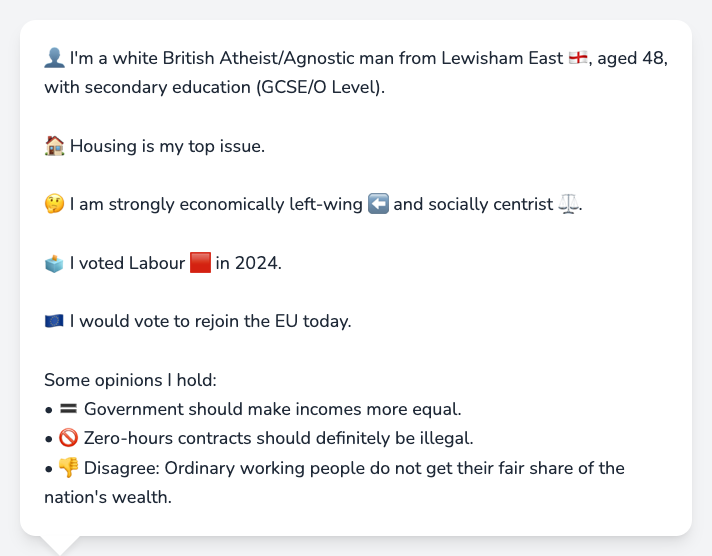 👤 I'm a white British Atheist/Agnostic man from Lewisham East 🏴󠁧󠁢󠁥󠁮󠁧󠁿, aged 48,
with secondary education (GCSE/O Level).
🏠 Housing is my top issue.
🤔 I am strongly economically left-wing ⬅️ and socially centrist ⚖️.
🗳️ I voted Labour 🟥 in 2024.
🇪🇺 I would vote to rejoin the EU today.
Some opinions I hold:
• 🟰 Government should make incomes more equal.
• 🚫 Zero-hours contracts should definitely be illegal.
• 👎 Disagree: Ordinary working people do not get their fair share of the
nation's wealth.